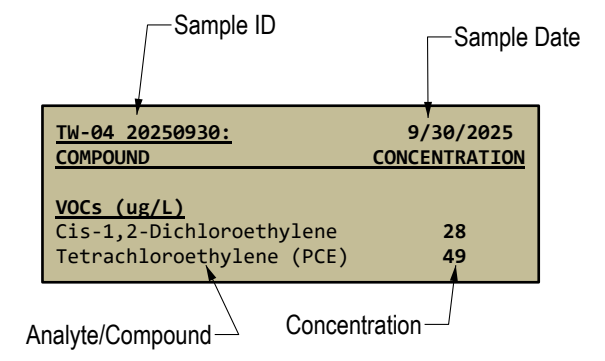 Sample ID
Sample Date
TW-04 20250930: 9/30/2025
COMPOUND CONCENTRATION
VOCs (ug/L)
Cis-1,2-Dichloroethylene 28
Tetrachloroethylene (PCE) 49
Analyte/Compound
Concentration